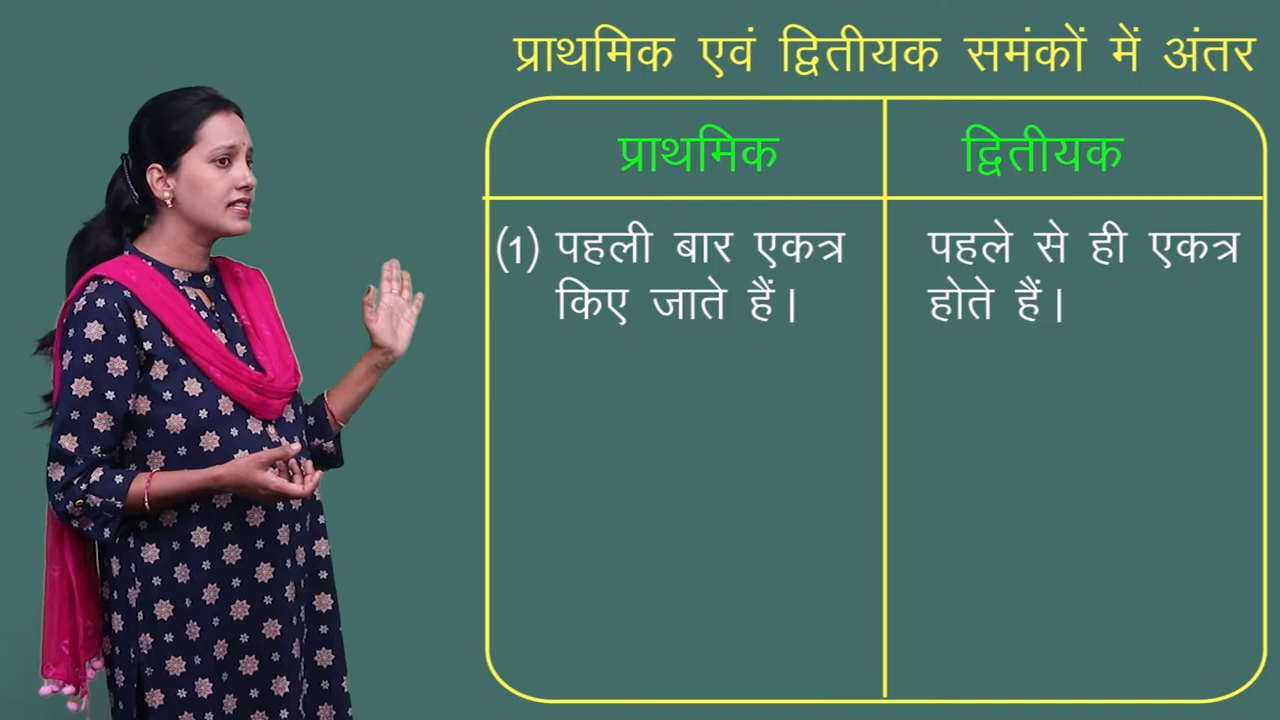 प्राथमिक एवं द्वितीयक समंकों में अंतर
प्राथमिक
द्वितीयक
(1) पहली बार एकत्र
किए जाते हैं।
पहले से ही एकत्र
होते हैं।